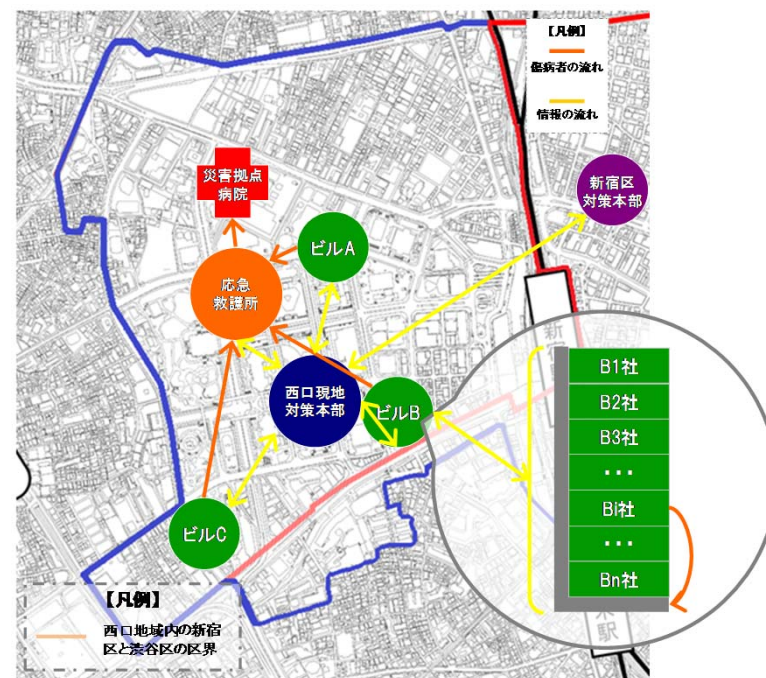 【凡例】
傷病者の流れ
情報の流れ
災害拠点
病院
新宿区
対策本部
ビルA
応急
救護所
西口現地
対策本部
ビルB
ビルC
B1社
B2社
B3社
・・・
Bi社
・・・
Bn社
新
駅
【凡例】
西口地域内の新宿
区と渋谷区の区界